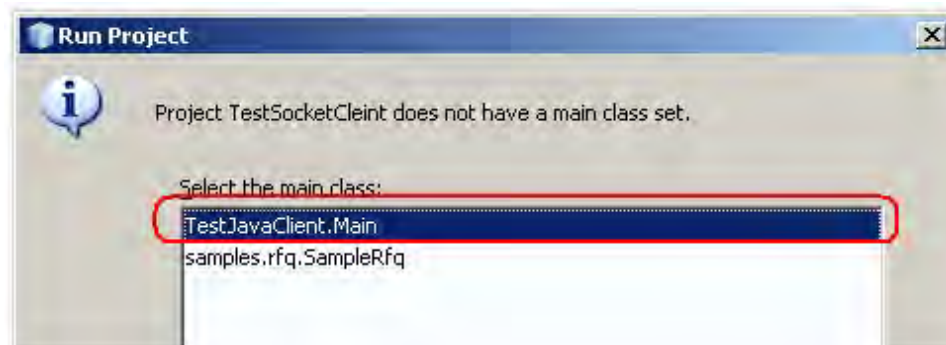 Run Project
Project TestSocketCleint does not have a main class set.
Select the main class:
TestJavaClient.Main
samples.rfq.SampleRfq